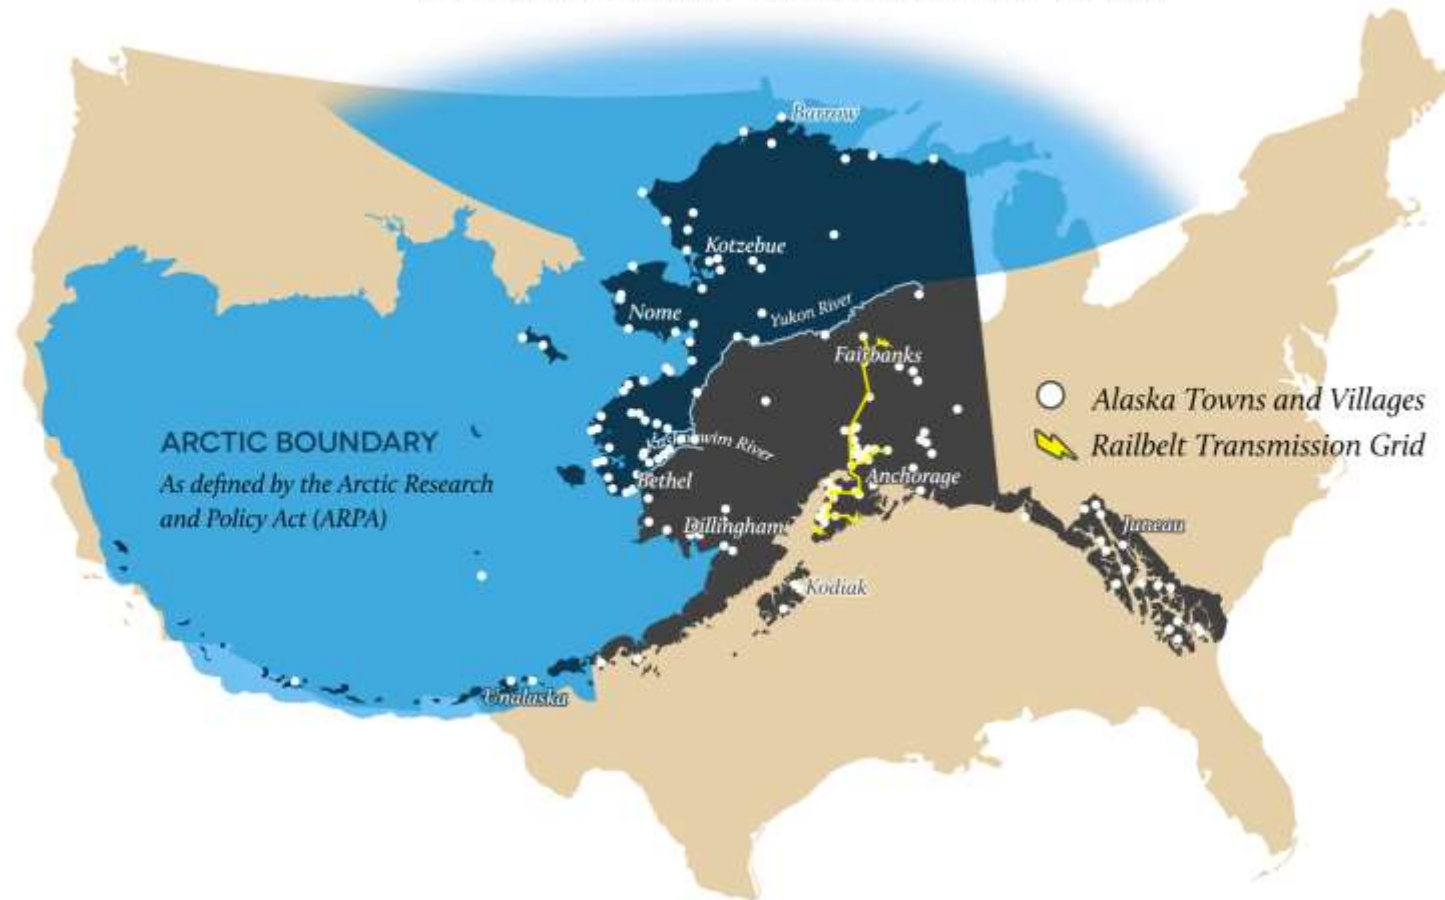 Barrow
Kotzebue
Nome
Yukon River
Fairbanks
Alaska Towns and Villages
Railbelt Transmission Grid
ARCTIC BOUNDARY
As defined by the Arctic Research
and Policy Act (ARPA)
River
Bethel
Anchorage
Dillingham
Juneau
Kodiak
Unalaska